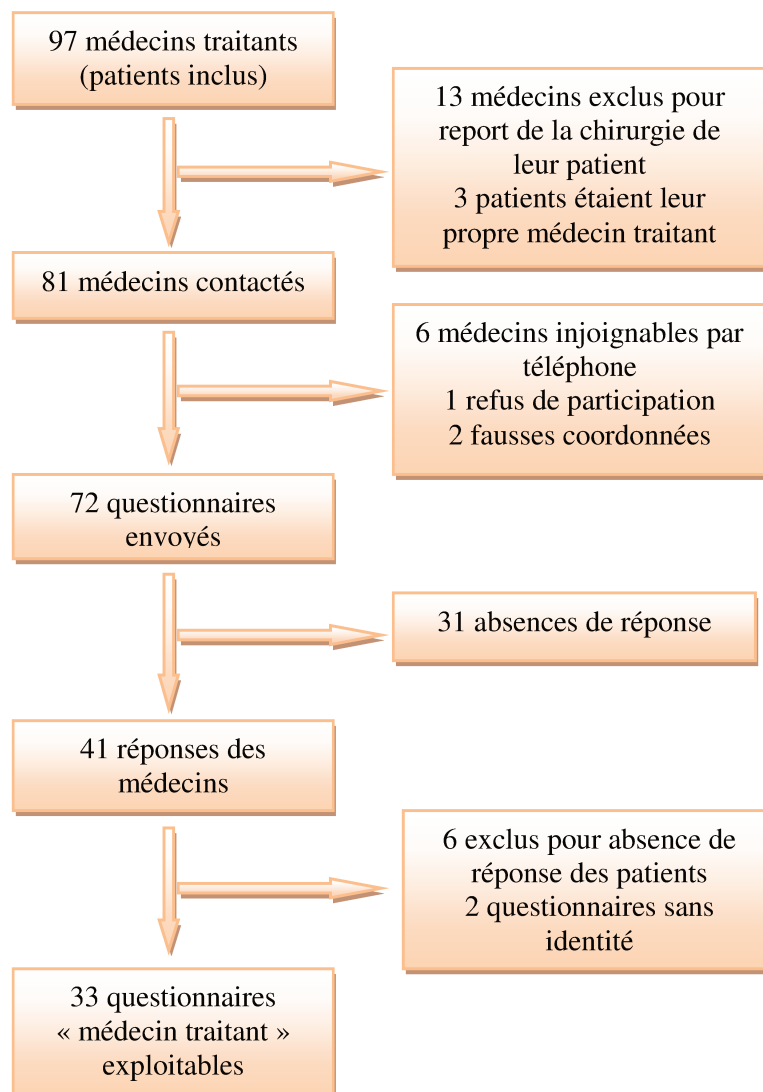 97 médecins traitants
(patients inclus)
13 médecins exclus pour
report de la chirurgie de
leur patient
3 patients étaient leur
propre médecin traitant
81 médecins contactés
6 médecins injoignables par
téléphone
1 refus de participation
2 fausses coordonnées
72 questionnaires
envoyés
31 absences de réponse
41 réponses des
médecins
6 exclus pour absence de
réponse des patients
2 questionnaires sans
identité
33 questionnaires
« médecin traitant »
exploitables